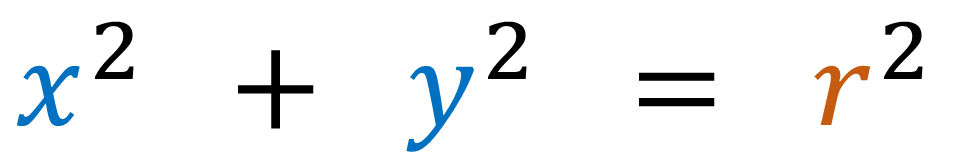 x² + y² = r²